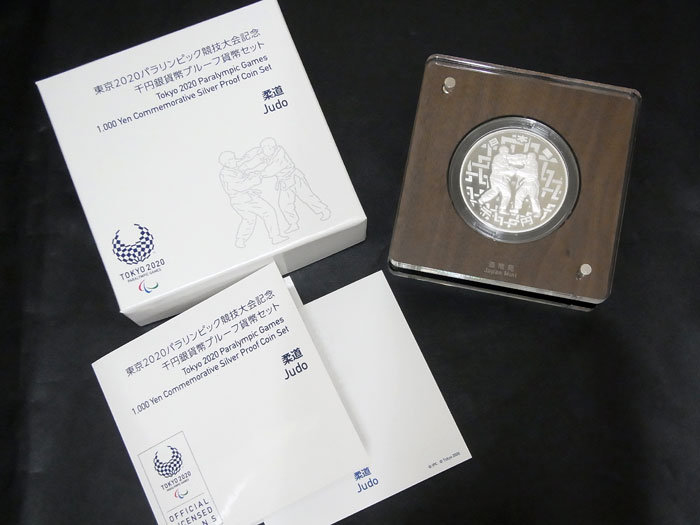 東京2020パラリンピック競技大会記念
千円銀貨幣プルーフ貨幣セット
Tokyo 2020 Paralympic Games
1,000 Yen Commemorative Silver Proof Coin Set
柔道
Judo
TOKYO 2020
PARALYMPIC GAMES
造幣局
Japan Mint
東京2020パラリンピック競技大会記念
千円銀貨幣プルーフ貨幣セット
Tokyo 2020 Paralympic Games
1,000 Yen Commemorative Silver Proof Coin Set
柔道
Judo
TOKYO 2020
PARALYMPIC GAMES
OFFICIAL
柔道
Judo